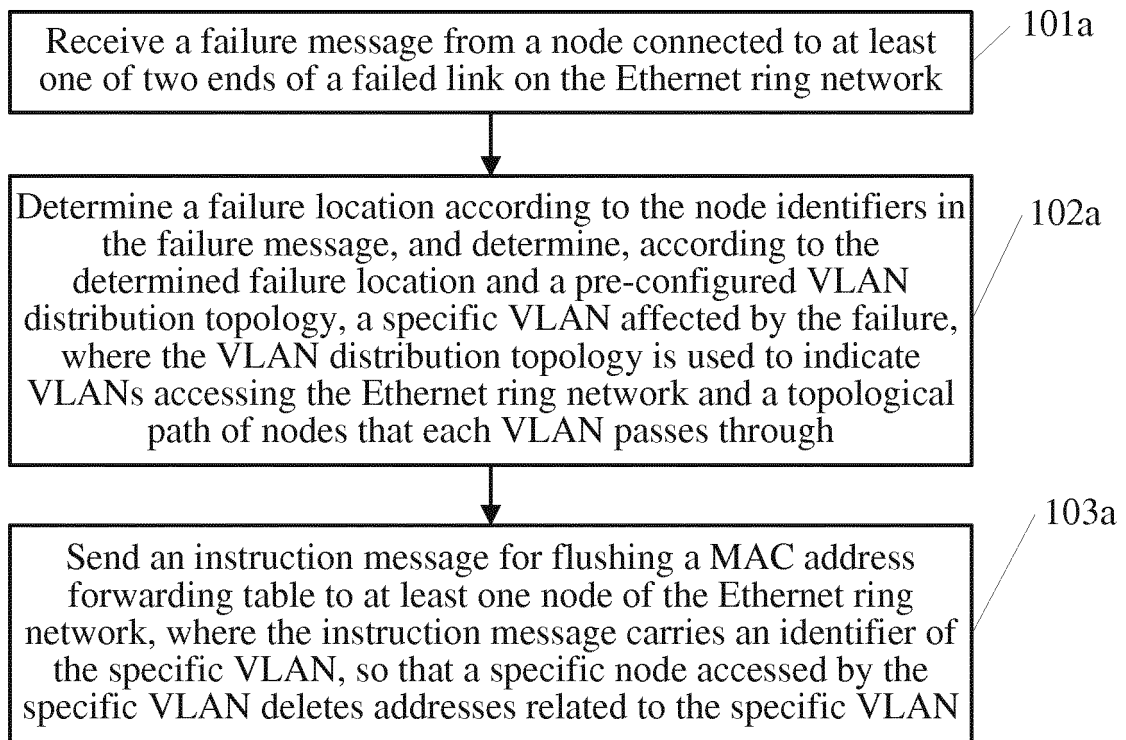 Receive a failure message from a node connected to at least
one of two ends of a failed link on the Ethernet ring network
101a
Determine a failure location according to the node identifiers in
the failure message, and determine, according to the
determined failure location and a pre-configured VLAN
distribution topology, a specific VLAN affected by the failure,
where the VLAN distribution topology is used to indicate
VLANs accessing the Ethernet ring network and a topological
path of nodes that each VLAN passes through
102a
Send an instruction message for flushing a MAC address
forwarding table to at least one node of the Ethernet ring
network, where the instruction message carries an identifier of
the specific VLAN, so that a specific node accessed by the
specific VLAN deletes addresses related to the specific VLAN
103a